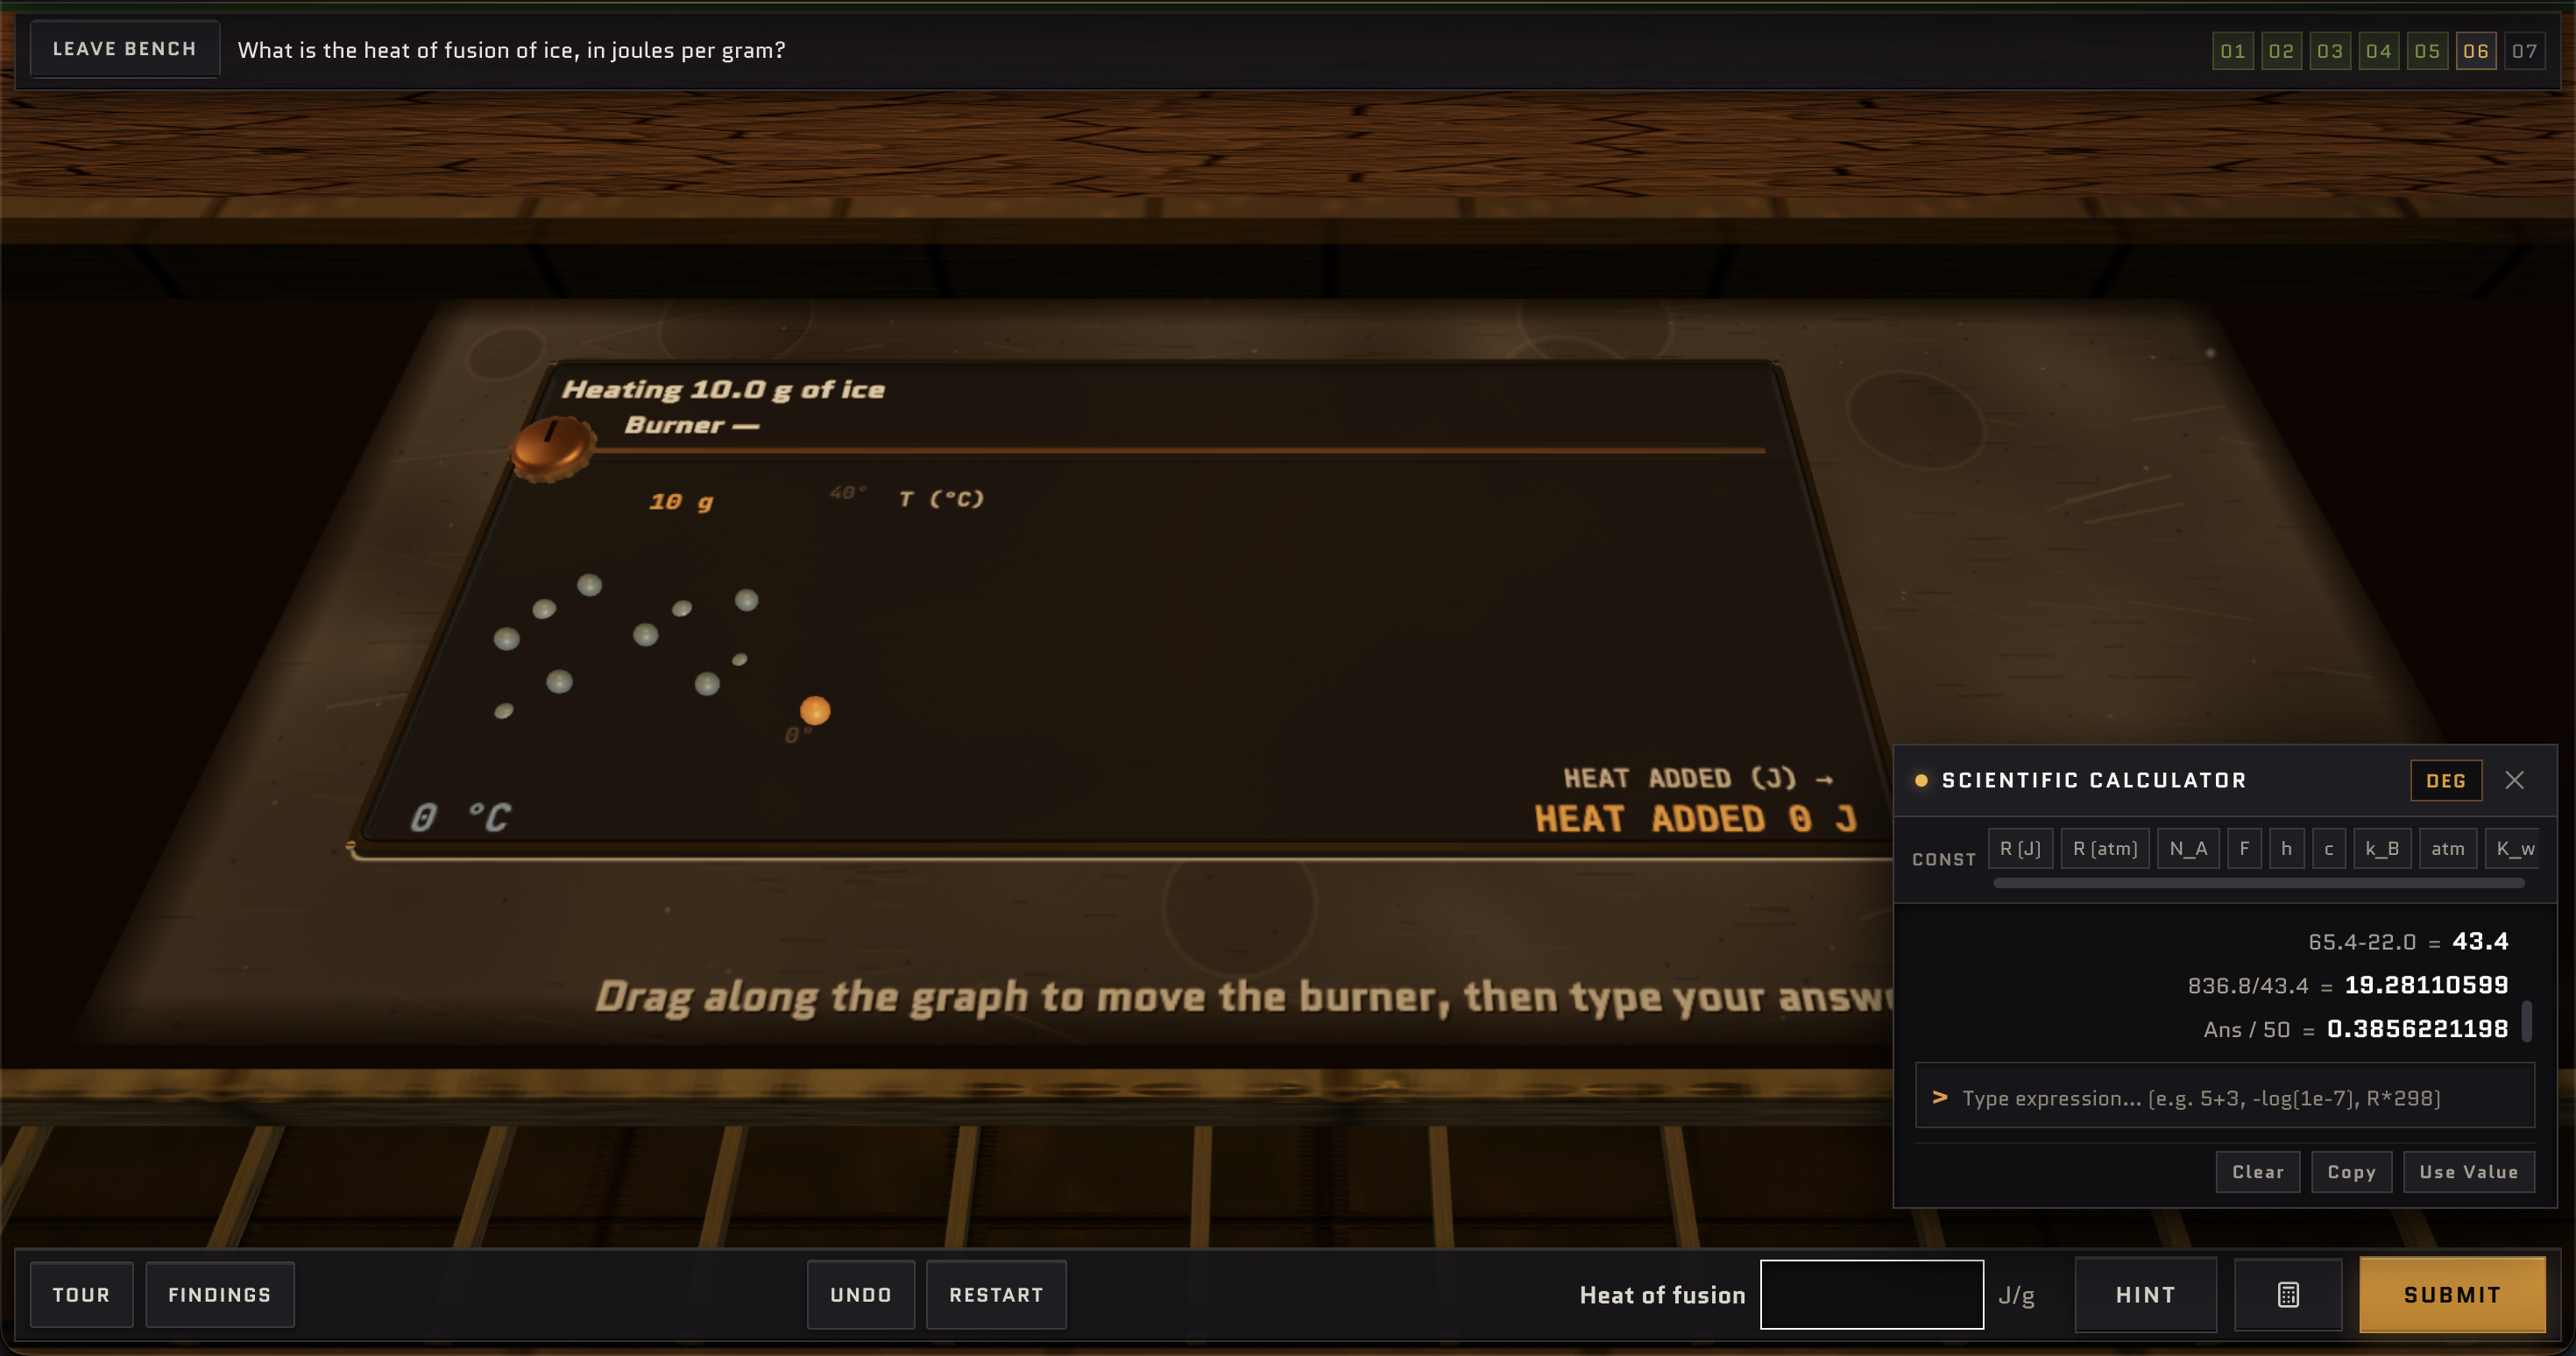 LEAVE BENCH
What is the heat of fusion of ice, in joules per gram?
01 02 03 04 05 06 07
Heating 10.0 g of ice
Burner —
10 g
40°
T (°C)
0°
0 °C
HEAT ADDED (J) →
HEAT ADDED 0 J
Drag along the graph to move the burner, then type your answ
SCIENTIFIC CALCULATOR
DEG
CONST
R (J) R (atm) N_A F h c k_B atm K_w
65.4-22.0 = 43.4
836.8/43.4 = 19.28110599
Ans / 50 = 0.3856221198
> Type expression... (e.g. 5+3, -log(1e-7), R*298)
Clear Copy Use Value
TOUR FINDINGS UNDO RESTART Heat of fusion J/g HINT SUBMIT